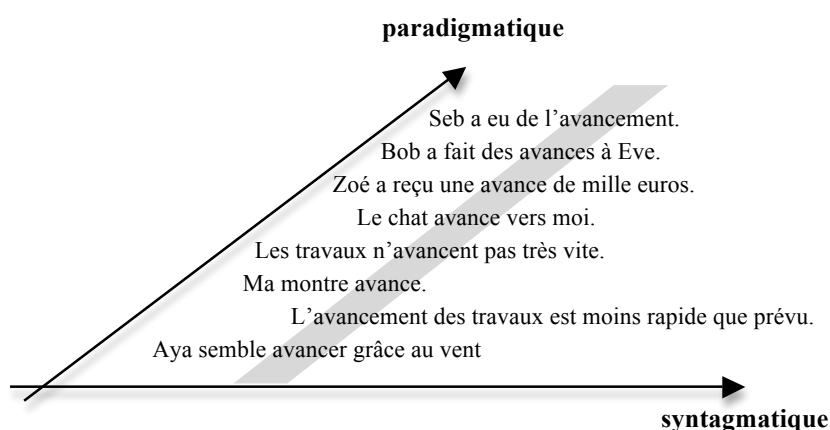 paradigmatique
Seb a eu de l’avancement.
Bob a fait des avances à Eve.
Zoé a reçu une avance de mille euros.
Le chat avance vers moi.
Les travaux n’avancent pas très vite.
Ma montre avance.
L’avancement des travaux est moins rapide que prévu.
Aya semble avancer grâce au vent
syntagmatique